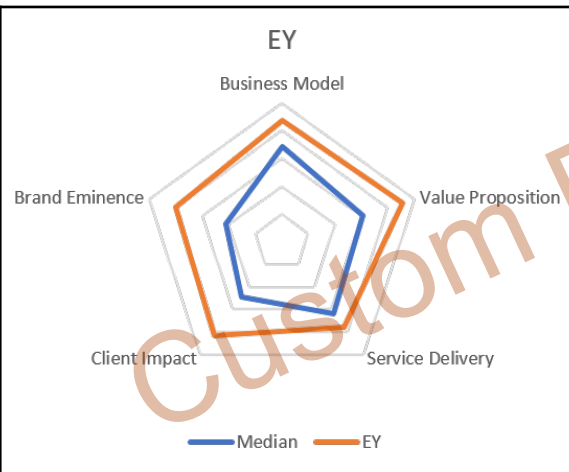 EY
Business Model
Brand Eminence
Value Proposition
Client Impact
Service Delivery
Custom
Median
EY